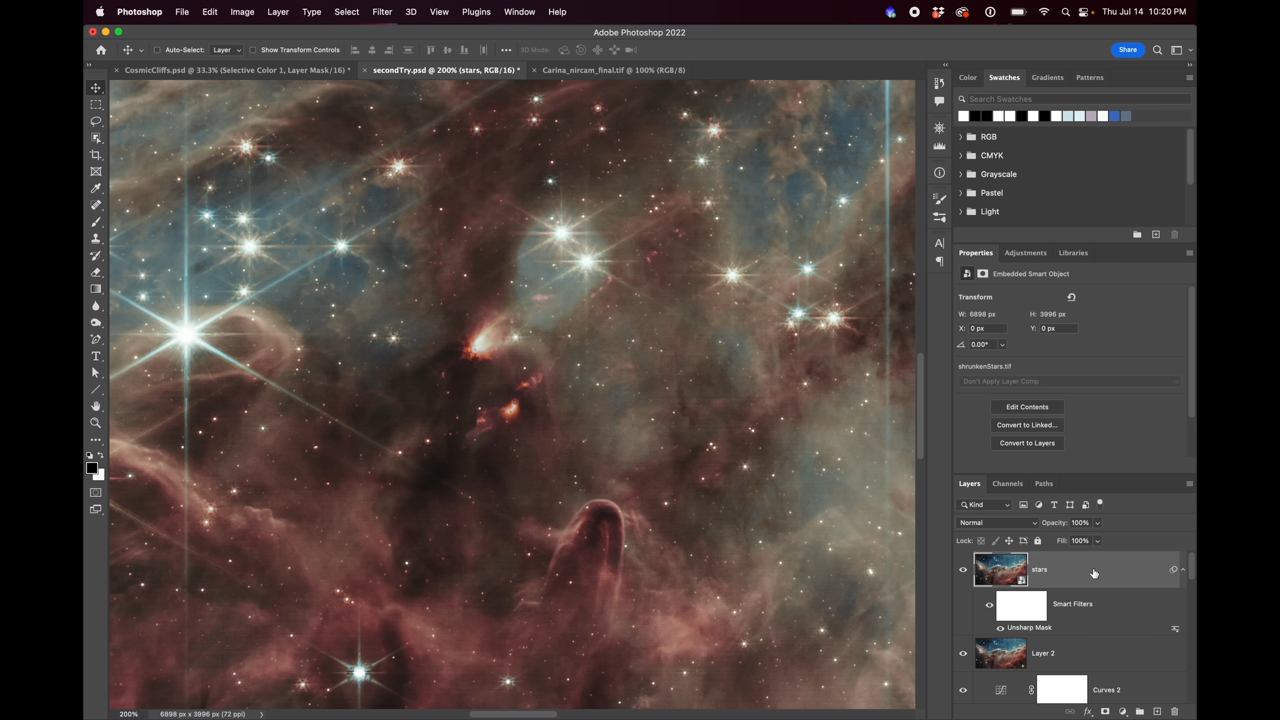 Photoshop File Edit Image Layer Type Select Filter 3D View Plugins Window Help Thu Jul 14 10:20 PM
Adobe Photoshop 2022
Auto-Select: Layer Show Transform Controls 3D Mode: Share
CosmicCliffs.psd @ 33.3% (Selective Color 1, Layer Mask/16) * secondTry.psd @ 200% (stars, RGB/16) * Carina_nircam_final.tif @ 100% (RGB/8)
Color Swatches Gradients Patterns
Search Swatches
RGB
CMYK
Grayscale
Pastel
Light
Properties Adjustments Libraries
Embedded Smart Object
Transform
W: 6898 px H: 3996 px
X: 0 px Y: 0 px
0.00°
shrunkenStars.tif
Don't Apply Layer Comp
Edit Contents
Convert to Linked...
Convert to Layers
Layers Channels Paths
Kind
Normal Opacity: 100%
Lock: Fill: 100%
stars
Smart Filters
Unsharp Mask
Layer 2
Curves 2
200% 6898 px x 3996 px (72 ppi)